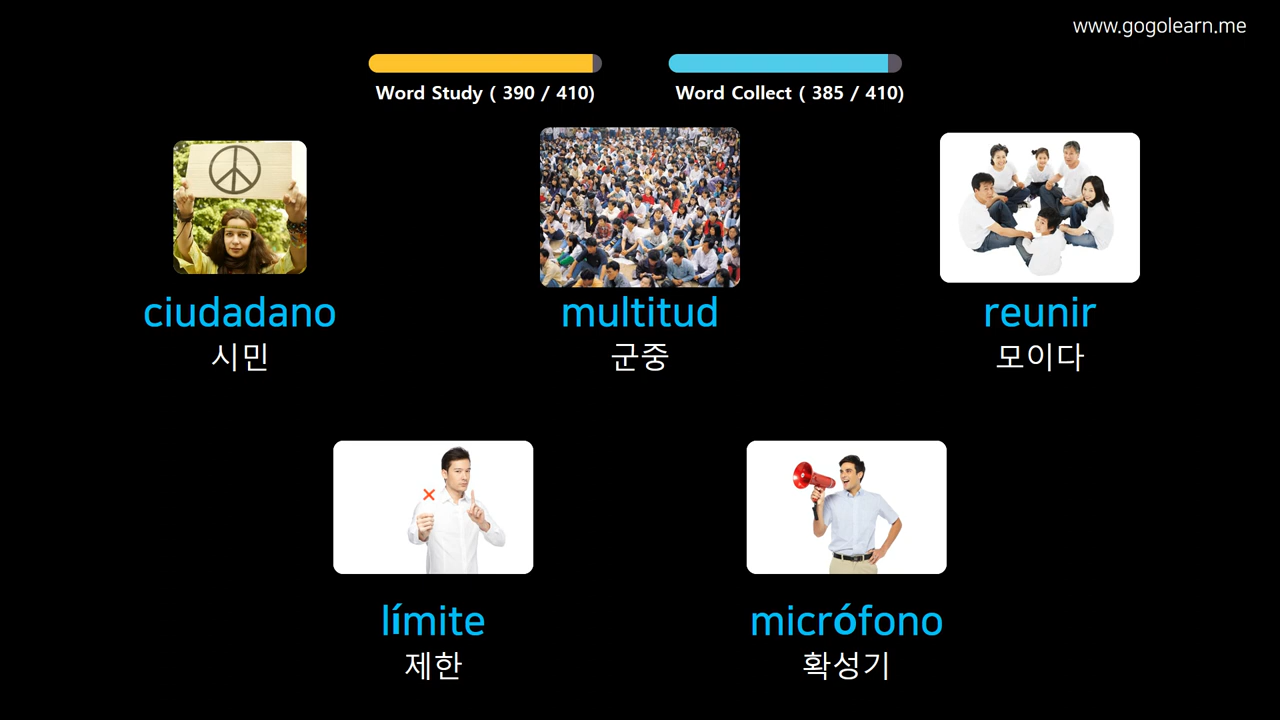 www.gogolearn.me
Word Study ( 390 / 410)
Word Collect ( 385 / 410)
ciudadano
시민
multitud
군중
reunir
모이다
límite
제한
micrófono
확성기